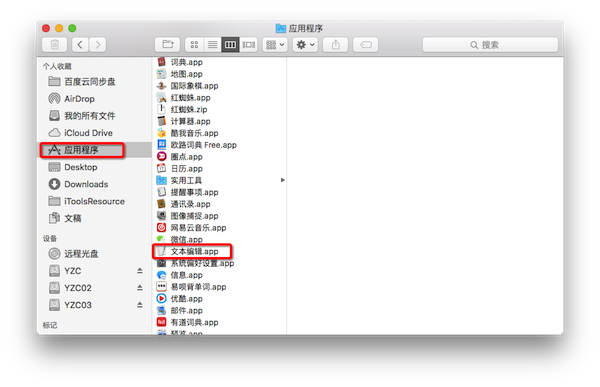 应用程序
搜索
个人收藏
百度云同步盘
AirDrop
我的所有文件
iCloud Drive
应用程序
Desktop
Downloads
iToolsResource
文稿
设备
远程光盘
YZC
YZC02
YZC03
标记
词典.app
地图.app
国际象棋.app
红蜘蛛.app
红蜘蛛.zip
计算器.app
酷我音乐.app
欧路词典 Free.app
圈点.app
日历.app
实用工具
提醒事项.app
通讯录.app
图像捕捉.app
网易云音乐.app
微信.app
文本编辑.app
系统偏好设置.app
信息.app
易呗背单词.app
优酷.app
邮件.app
有道词典.app
预览.app